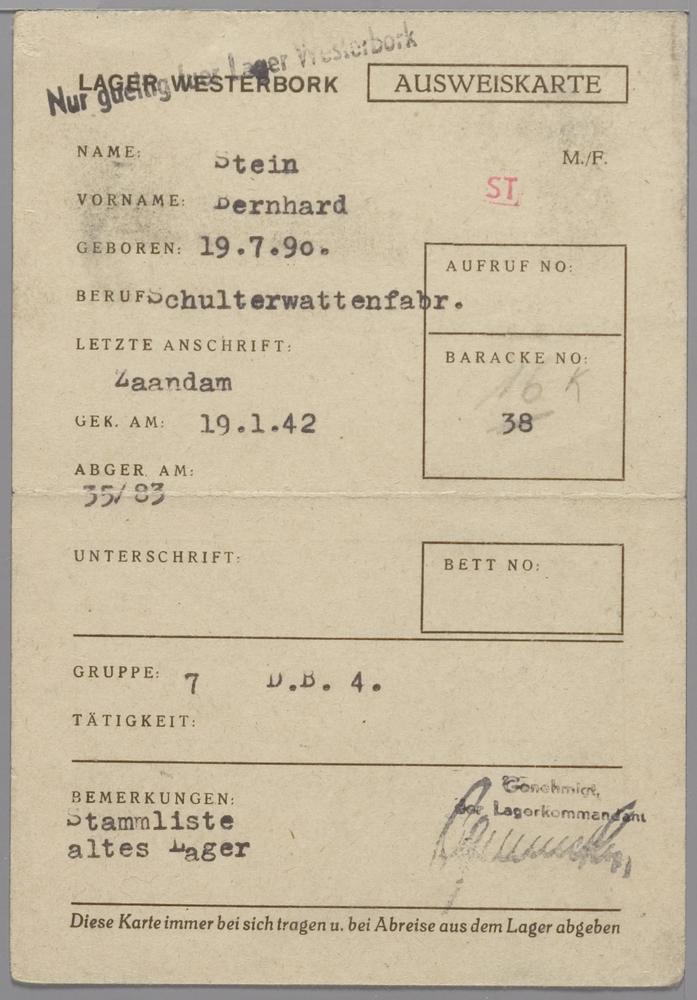 Nur gueltig fuer Lager Westerbork
LAGER WESTERBORK AUSWEISKARTE
NAME: Stein M./F.
ST
VORNAME: Bernhard
GEBOREN: 19.7.90.
AUFRUF NO:
BERUF Schulterwattenfabr.
LETZTE ANSCHRIFT:
BARACKE NO:
Zaandam
16 K
GEK. AM: 19.1.42
38
ABGER. AM:
35/83
UNTERSCHRIFT:
BETT NO:
GRUPPE: 7 D.B. 4.
TÄTIGKEIT:
BEMERKUNGEN:
Genehmigt,
der Lagerkommandant
Stammliste
altes Lager
Diese Karte immer bei sich tragen u. bei Abreise aus dem Lager abgeben